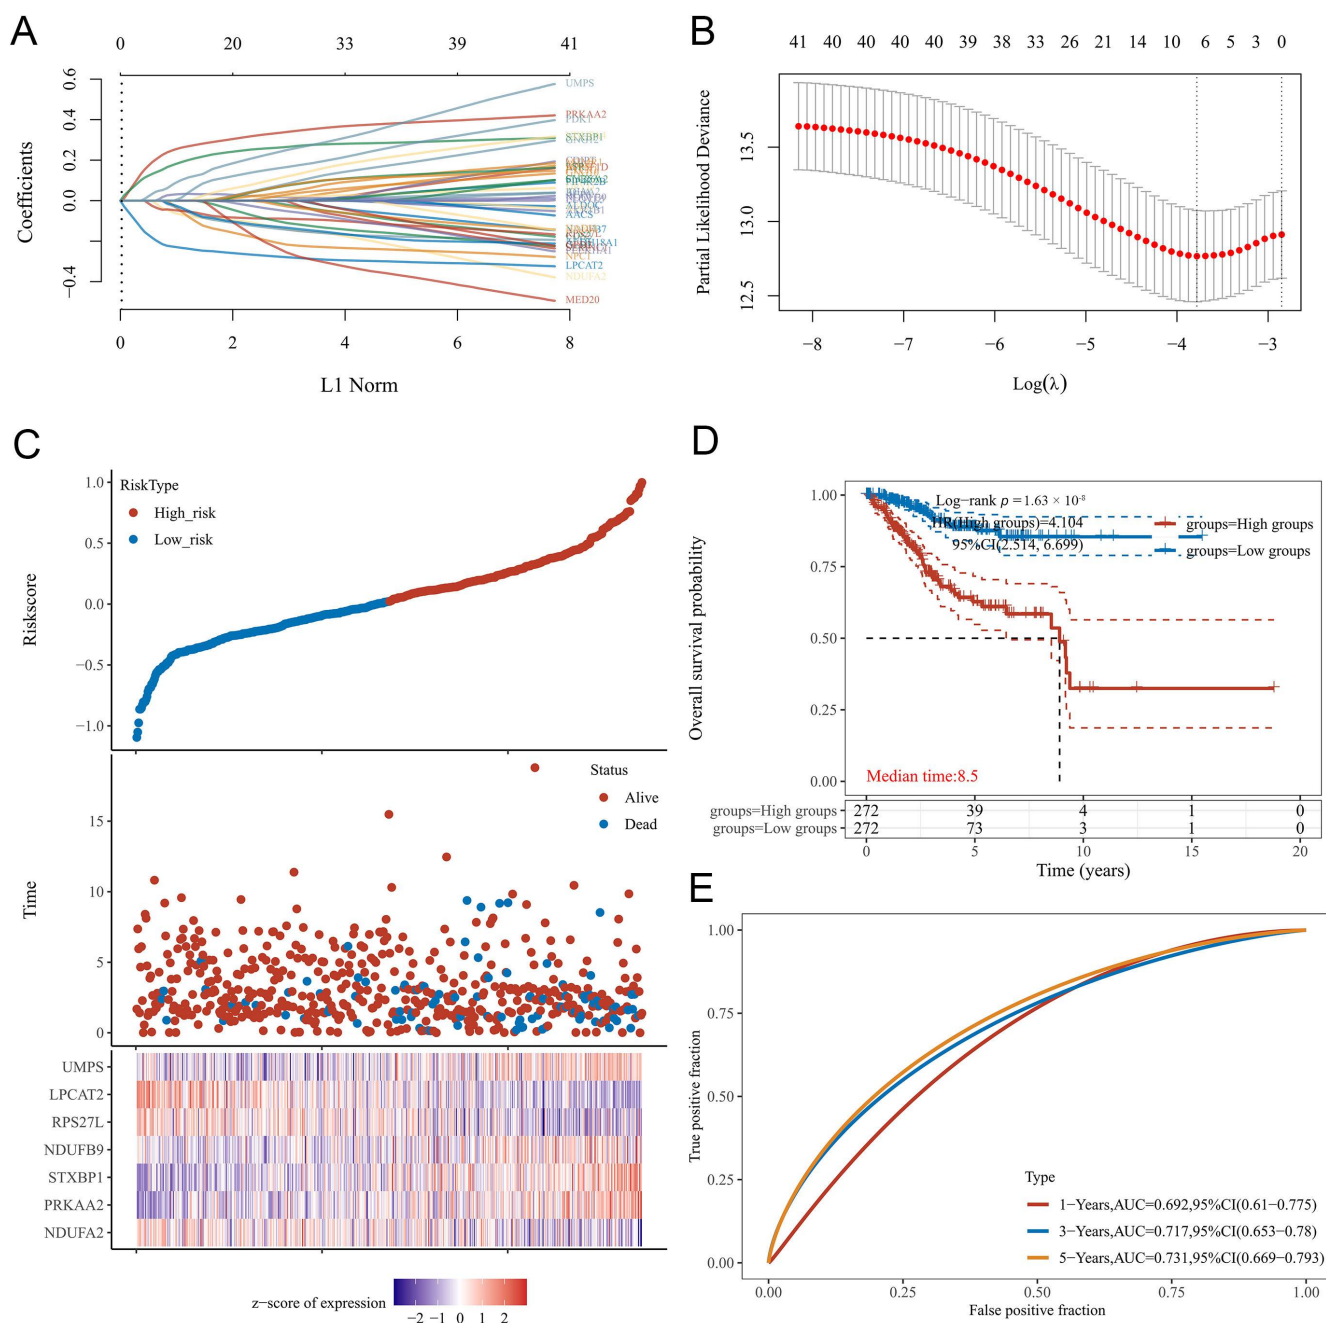 A
0 20 33 39 41
0.6
0.4
0.2
0.0
−0.4
Coefficients
UMPS
PRKAA2
STXBP1
ALDOC
AACS
NPC1
LPCAT2
NDUFA2
MED20
0 2 4 6 8
L1 Norm
B
41 40 40 40 40 39 38 33 26 21 14 10 6 5 3 0
13.5
13.0
12.5
Partial Likelihood Deviance
−8 −7 −6 −5 −4 −3
Log(λ)
C
RiskType
High_risk
Low_risk
1.0
0.5
0.0
−0.5
−1.0
Riskscore
Status
Alive
Dead
15
10
5
0
Time
UMPS
LPCAT2
RPS27L
NDUFB9
STXBP1
PRKAA2
NDUFA2
z−score of expression
−2 −1 0 1 2
D
Log−rank p = 1.63 × 10⁻⁸
HR(High groups)=4.104
95%CI(2.514, 6.699)
groups=High groups
groups=Low groups
1.00
0.75
0.50
0.25
0.00
Overall survival probability
Median time:8.5
groups=High groups 272 39 4 1 0
groups=Low groups 272 73 3 1 0
0 5 10 15 20
Time (years)
E
1.00
0.75
0.50
0.25
0.00
True positive fraction
Type
1−Years,AUC=0.692,95%CI(0.61−0.775)
3−Years,AUC=0.717,95%CI(0.653−0.78)
5−Years,AUC=0.731,95%CI(0.669−0.793)
0.00 0.25 0.50 0.75 1.00
False positive fraction